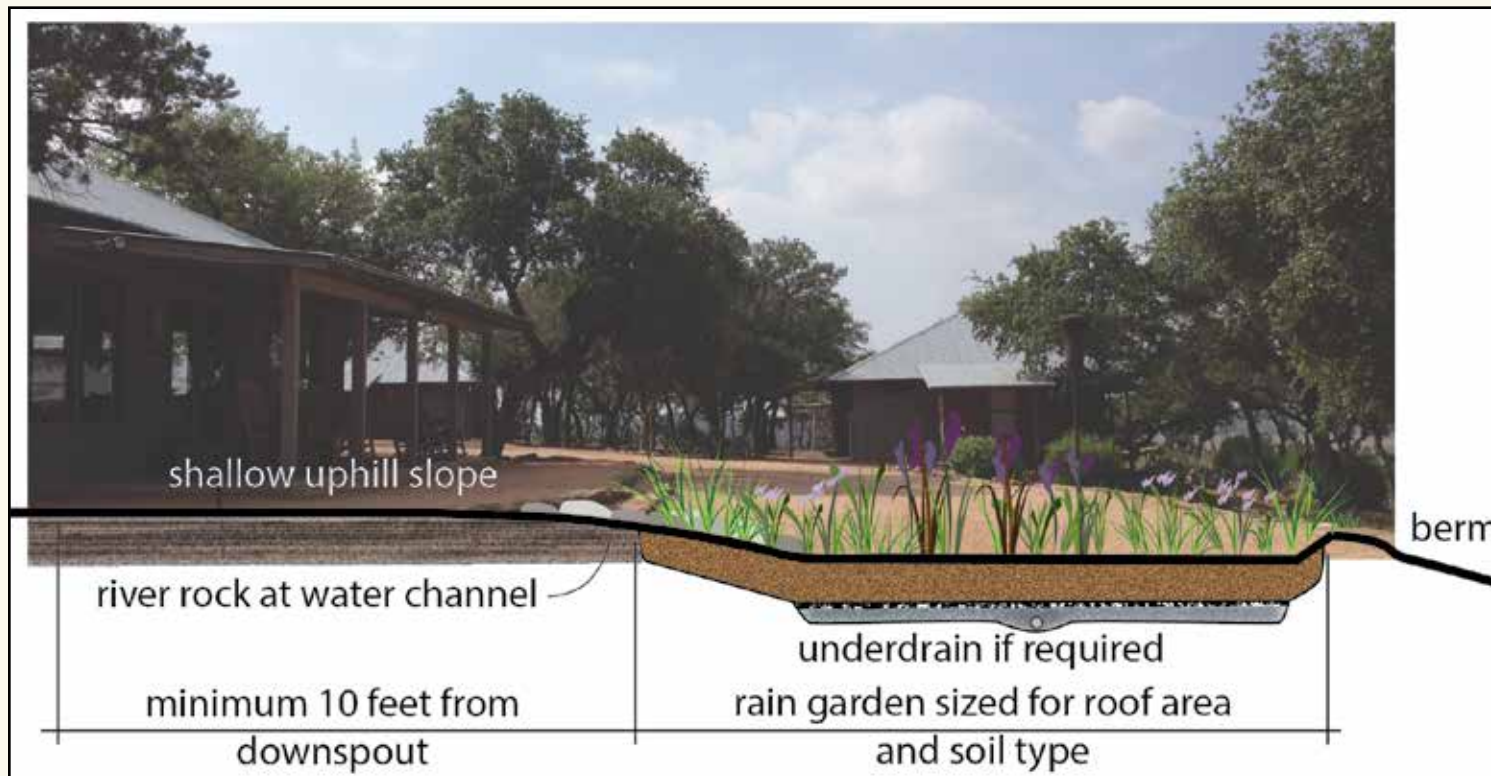 shallow uphill slope
berm
river rock at water channel
underdrain if required
minimum 10 feet from
downspout
rain garden sized for roof area
and soil type